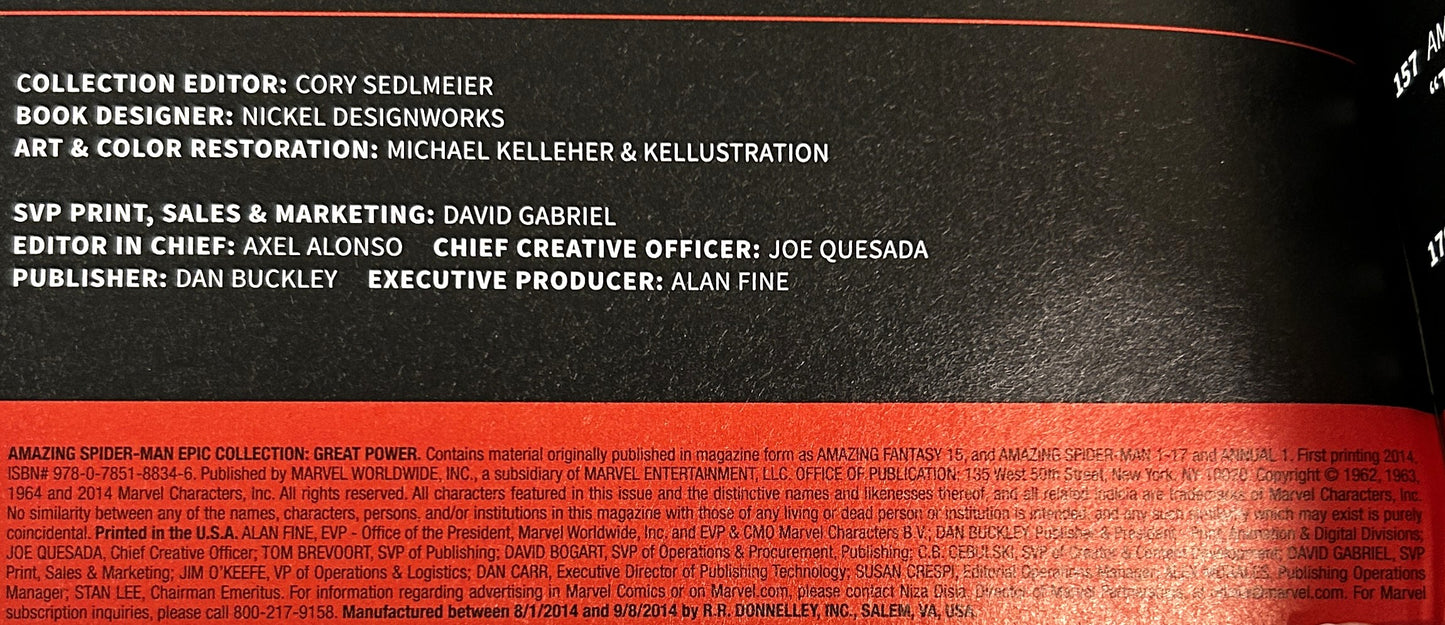 COLLECTION EDITOR: CORY SEDLMEIER
BOOK DESIGNER: NICKEL DESIGNWORKS
ART & COLOR RESTORATION: MICHAEL KELLEHER & KELLUSTRATION
SVP PRINT, SALES & MARKETING: DAVID GABRIEL
EDITOR IN CHIEF: AXEL ALONSO CHIEF CREATIVE OFFICER: JOE QUESADA
PUBLISHER: DAN BUCKLEY EXECUTIVE PRODUCER: ALAN FINE
AMAZING SPIDER-MAN EPIC COLLECTION: GREAT POWER. Contains material originally published in magazine form as AMAZING FANTASY 15, and AMAZING SPIDER-MAN 1-17 and ANNUAL 1. First printing 2014.
ISBN# 978-0-7851-8834-6. Published by MARVEL WORLDWIDE, INC., a subsidiary of MARVEL ENTERTAINMENT, LLC. OFFICE OF PUBLICATION: 135 West 50th Street, New York, NY 10020. Copyright © 1962, 1963,
1964 and 2014 Marvel Characters, Inc. All rights reserved. All characters featured in this issue and the distinctive names and likenesses thereof, and all related indicia are trademarks of Marvel Characters, Inc.
No similarity between any of the names, characters, persons, and/or institutions in this magazine with those of any living or dead person or institution is intended, and any such similarity which may exist is purely
coincidental. Printed in the U.S.A. ALAN FINE, EVP - Office of the President, Marvel Worldwide, Inc. and EVP & CMO Marvel Characters B.V.; DAN BUCKLEY, Publisher & President - Print, Animation & Digital Divisions;
JOE QUESADA, Chief Creative Officer; TOM BREVOORT, SVP of Publishing; DAVID BOGART, SVP of Operations & Procurement, Publishing; C.B. CEBULSKI, SVP of Creator & Content Development; DAVID GABRIEL, SVP
Print, Sales & Marketing; JIM O'KEEFE, VP of Operations & Logistics; DAN CARR, Executive Director of Publishing Technology; SUSAN CRESPI, Editorial Operations Manager; Publishing Operations
Manager; STAN LEE, Chairman Emeritus. For information regarding advertising in Marvel Comics or on Marvel.com, please contact Niza Disla, Director of Marvel Partnerships, at For Marvel
subscription inquiries, please call 800-217-9158. Manufactured between 8/1/2014 and 9/8/2014 by R.R. DONNELLEY, INC., SALEM, VA, USA.
157 AM